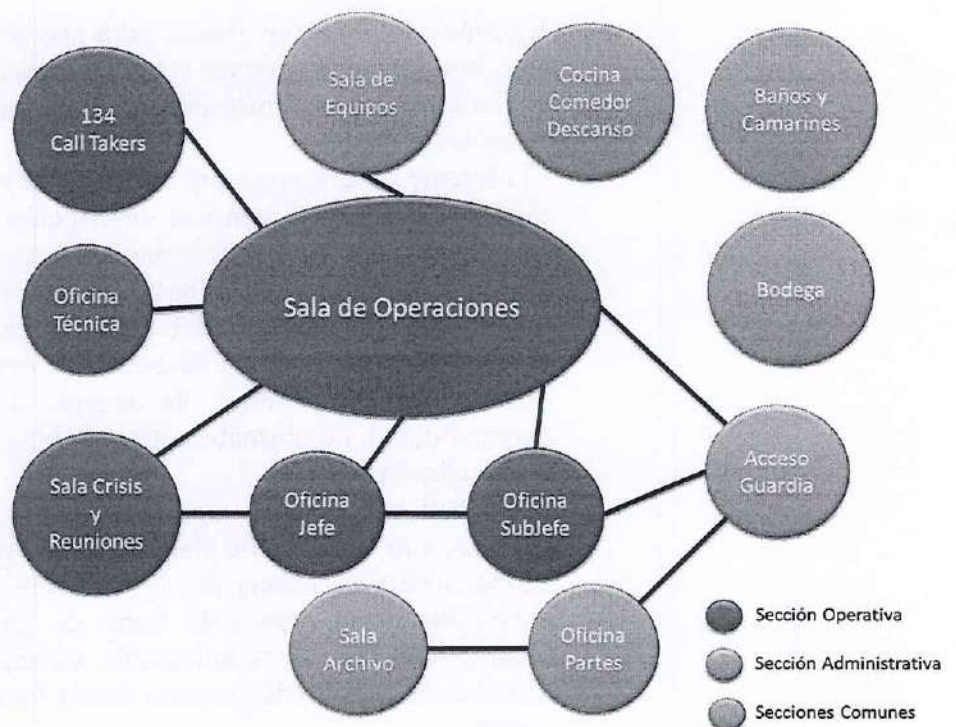 134
Call Takers
Sala de
Equipos
Cocina
Comedor
Descanso
Baños y
Camarines
Oficina
Técnica
Sala de Operaciones
Bodega
Sala Crisis
y
Reuniones
Oficina
Jefe
Oficina
SubJefe
Acceso
Guardia
Sala
Archivo
Oficina
Partes
Sección Operativa
Sección Administrativa
Secciones Comunes